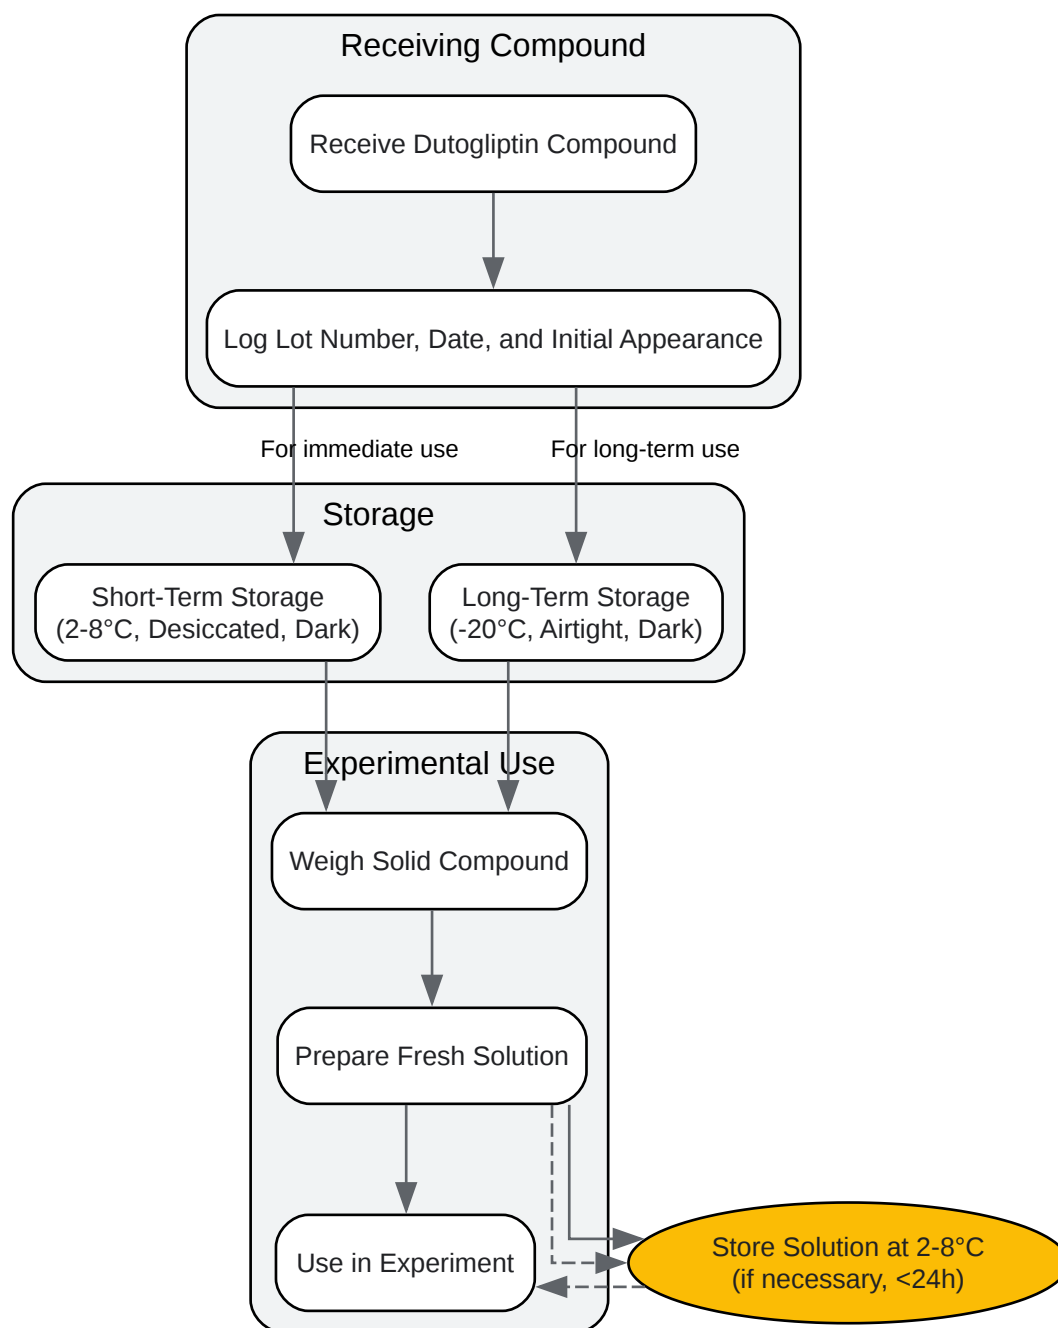 Receiving Compound
Receive Dutogliptin Compound
Log Lot Number, Date, and Initial Appearance
For immediate use
For long-term use
Storage
Short-Term Storage
(2-8°C, Desiccated, Dark)
Long-Term Storage
(-20°C, Airtight, Dark)
Experimental Use
Weigh Solid Compound
Prepare Fresh Solution
Use in Experiment
Store Solution at 2-8°C
(if necessary, <24h)